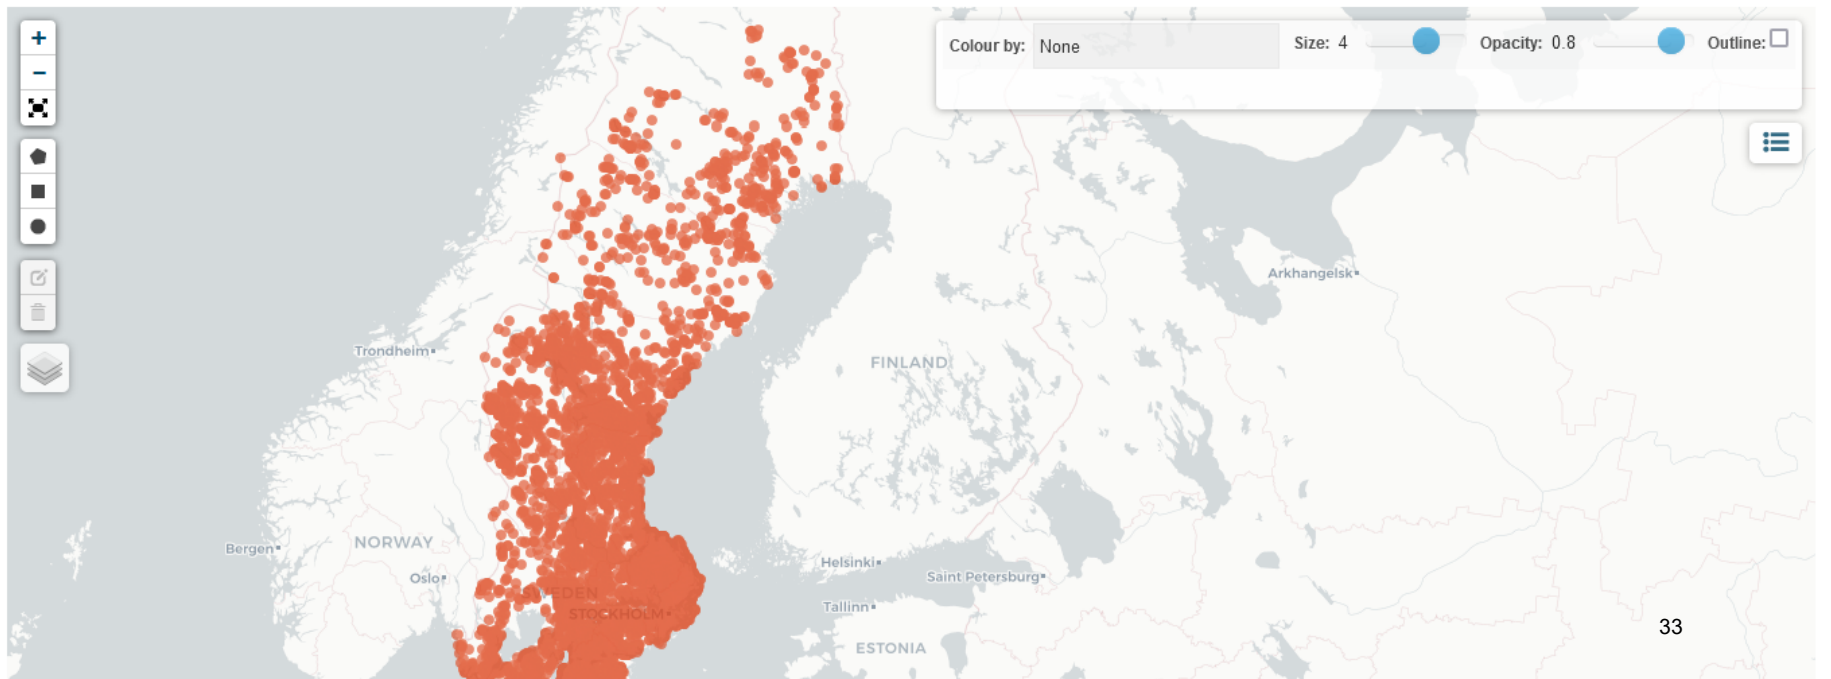 +
−
Colour by: None Size: 4 Opacity: 0.8 Outline:
Arkhangelsk
Trondheim
FINLAND
Bergen
NORWAY
Oslo
Helsinki
Saint Petersburg
SWEDEN
STOCKHOLM
Tallinn
ESTONIA
33